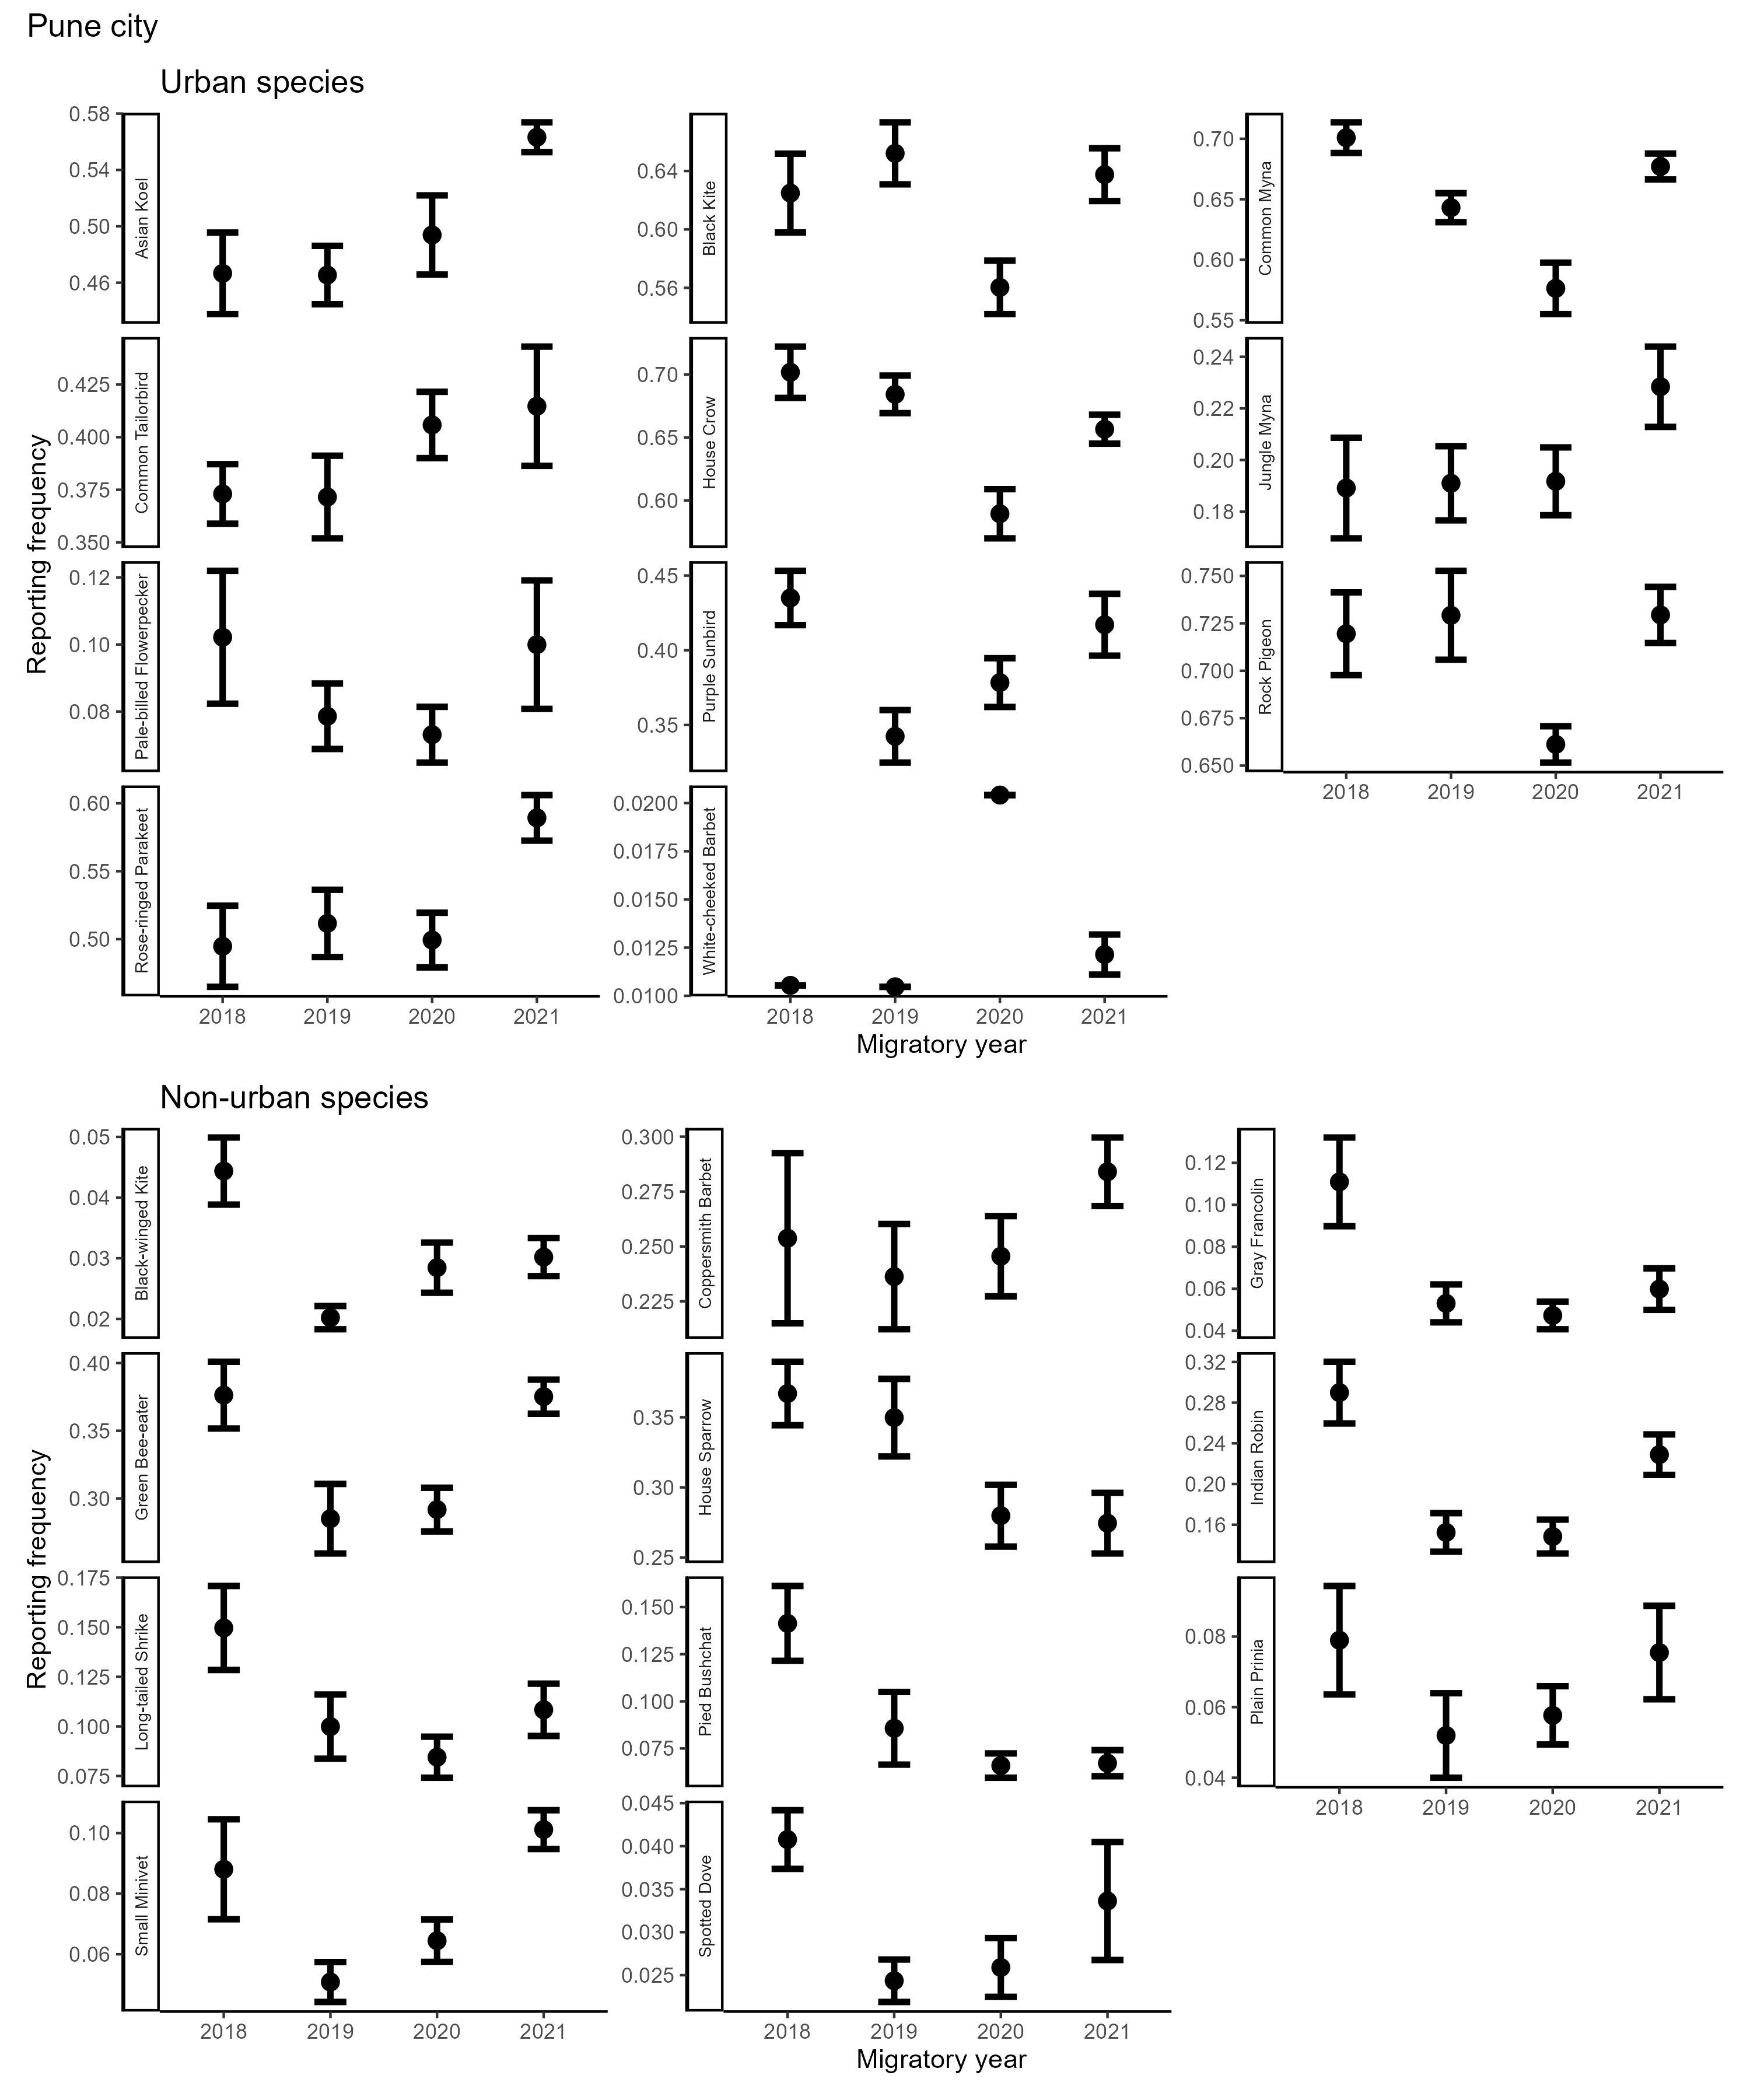 Pune city
Urban species
Reporting frequency
Asian Koel
0.58
0.54
0.50
0.46
Black Kite
0.64
0.60
0.56
Common Myna
0.70
0.65
0.60
0.55
Common Tailorbird
0.425
0.400
0.375
0.350
House Crow
0.70
0.65
0.60
Jungle Myna
0.24
0.22
0.20
0.18
Pale-billed Flowerpecker
0.12
0.10
0.08
Purple Sunbird
0.45
0.40
0.35
Rock Pigeon
0.750
0.725
0.700
0.675
0.650
2018 2019 2020 2021
Rose-ringed Parakeet
0.60
0.55
0.50
2018 2019 2020 2021
White-cheeked Barbet
0.0200
0.0175
0.0150
0.0125
0.0100
2018 2019 2020 2021
Migratory year
Non-urban species
Reporting frequency
Black-winged Kite
0.05
0.04
0.03
0.02
Coppersmith Barbet
0.300
0.275
0.250
0.225
Gray Francolin
0.12
0.10
0.08
0.06
0.04
Green Bee-eater
0.40
0.35
0.30
House Sparrow
0.35
0.30
0.25
Indian Robin
0.32
0.28
0.24
0.20
0.16
Long-tailed Shrike
0.175
0.150
0.125
0.100
0.075
Pied Bushchat
0.150
0.125
0.100
0.075
Plain Prinia
0.08
0.06
0.04
2018 2019 2020 2021
Small Minivet
0.10
0.08
0.06
2018 2019 2020 2021
Spotted Dove
0.045
0.040
0.035
0.030
0.025
2018 2019 2020 2021
Migratory year